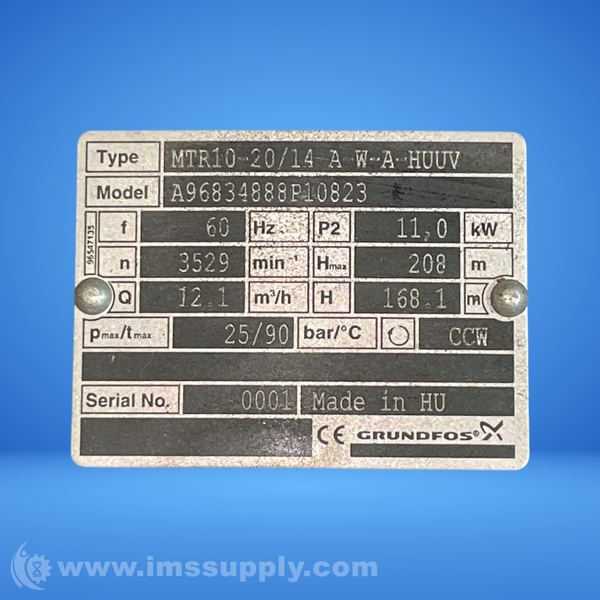 Type MTR10-20/14 A-W-A-HUUV
Model A96834888P10823
96547135
f 60 Hz P2 11,0 kW
n 3529 min⁻¹ Hmax 208 m
Q 12.1 m³/h H 168.1 m
pmax/tmax 25/90 bar/°C CCW
Serial No. 0001 Made in HU
CE GRUNDFOS®
www.imssupply.com